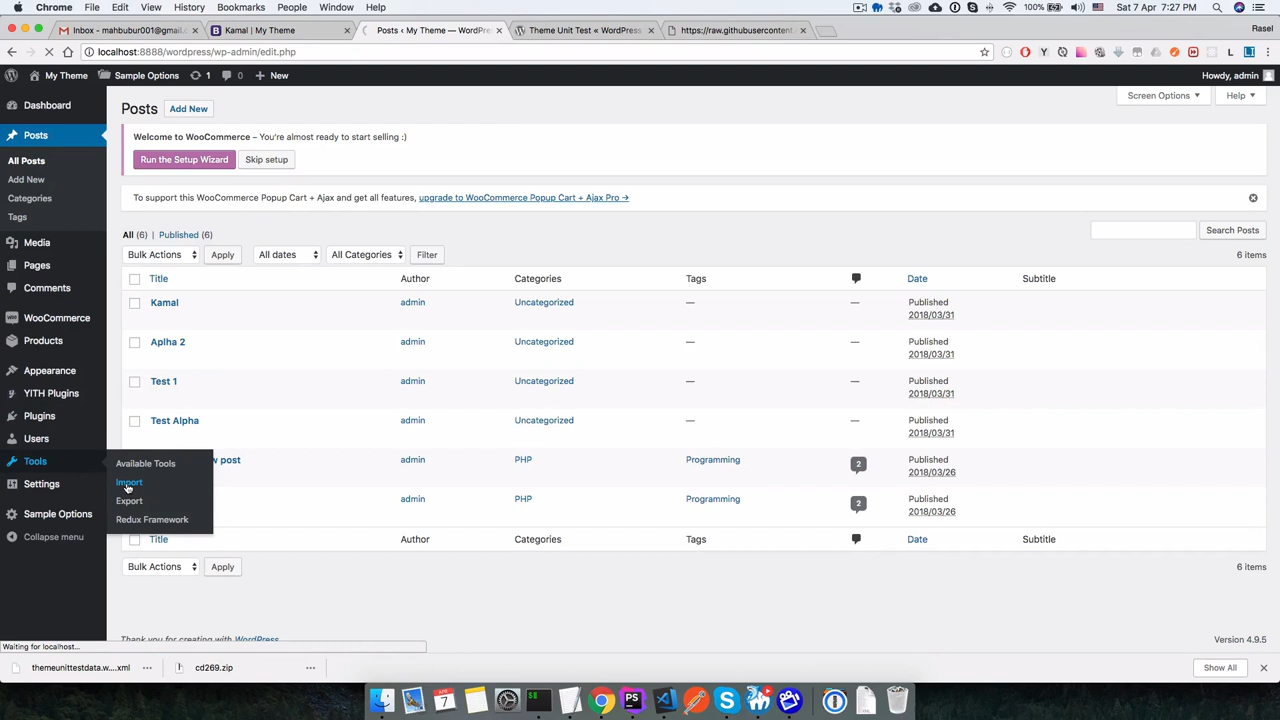 Chrome File Edit View History Bookmarks People Window Help 100% Sat 7 Apr 7:27 PM
Inbox - mahbubur001@gmail.c Kamal | My Theme Posts ‹ My Theme — WordPre Theme Unit Test « WordPress https://raw.githubusercontent. Rasel
localhost:8888/wordpress/wp-admin/edit.php
My Theme Sample Options 1 0 New Howdy, admin
Dashboard
Posts
All Posts
Add New
Categories
Tags
Media
Pages
Comments
WooCommerce
Products
Appearance
YITH Plugins
Plugins
Users
Tools
Settings
Sample Options
Collapse menu
Available Tools
Import
Export
Redux Framework
Screen Options Help
Posts Add New
Welcome to WooCommerce – You're almost ready to start selling :)
Run the Setup Wizard Skip setup
To support this WooCommerce Popup Cart + Ajax and get all features, upgrade to WooCommerce Popup Cart + Ajax Pro →
All (6) | Published (6)
Search Posts
Bulk Actions Apply All dates All Categories Filter 6 items
Title Author Categories Tags Date Subtitle
Kamal admin Uncategorized — — Published
2018/03/31
Aplha 2 admin Uncategorized — — Published
2018/03/31
Test 1 admin Uncategorized — — Published
2018/03/31
Test Alpha admin Uncategorized — — Published
2018/03/31
post admin PHP Programming 2 Published
2018/03/26
admin PHP Programming 2 Published
2018/03/26
Title Author Categories Tags Date Subtitle
Bulk Actions Apply 6 items
Thank you for creating with WordPress Version 4.9.5
Waiting for localhost...
themeunittestdata.w....xml cd269.zip Show All